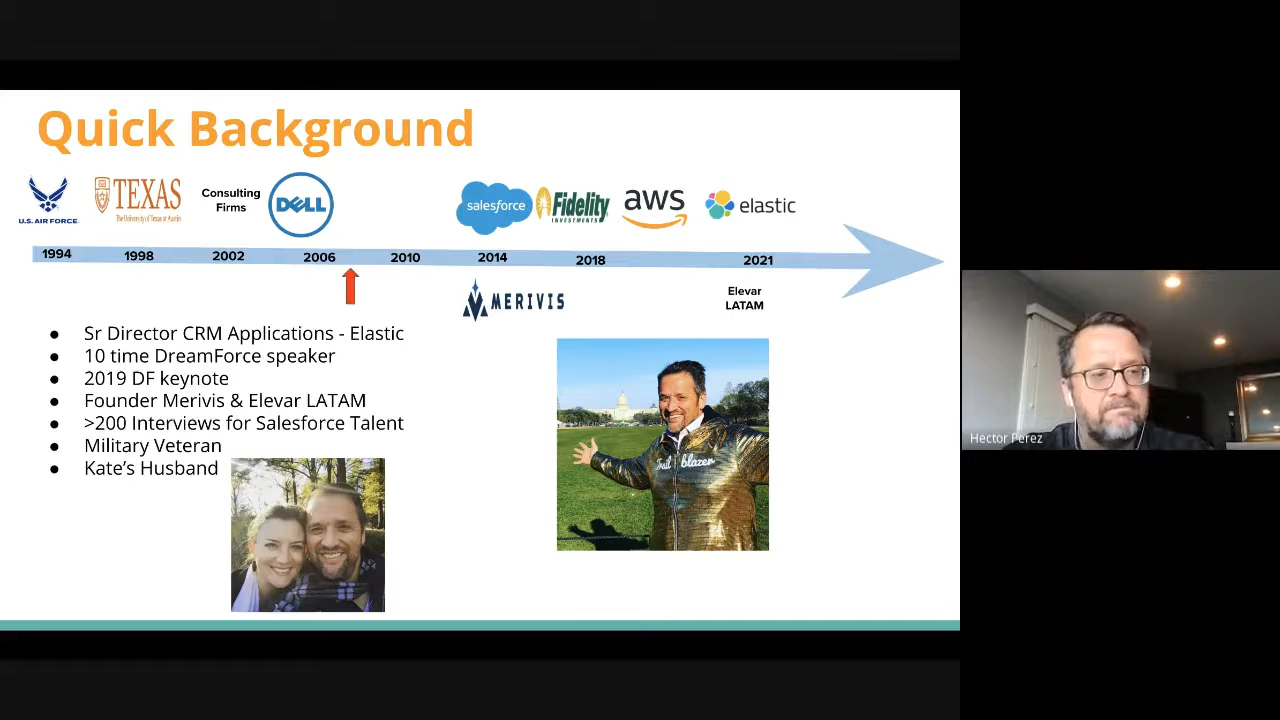 Quick Background
U.S. AIR FORCE
TEXAS
The University of Texas at Austin
Consulting
Firms
DELL
salesforce
Fidelity
INVESTMENTS
aws
elastic
1994 1998 2002 2006 2010 2014 2018 2021
MERIVIS
Elevar
LATAM
● Sr Director CRM Applications - Elastic
● 10 time DreamForce speaker
● 2019 DF keynote
● Founder Merivis & Elevar LATAM
● >200 Interviews for Salesforce Talent
● Military Veteran
● Kate's Husband
Trail blazer
Hector Perez